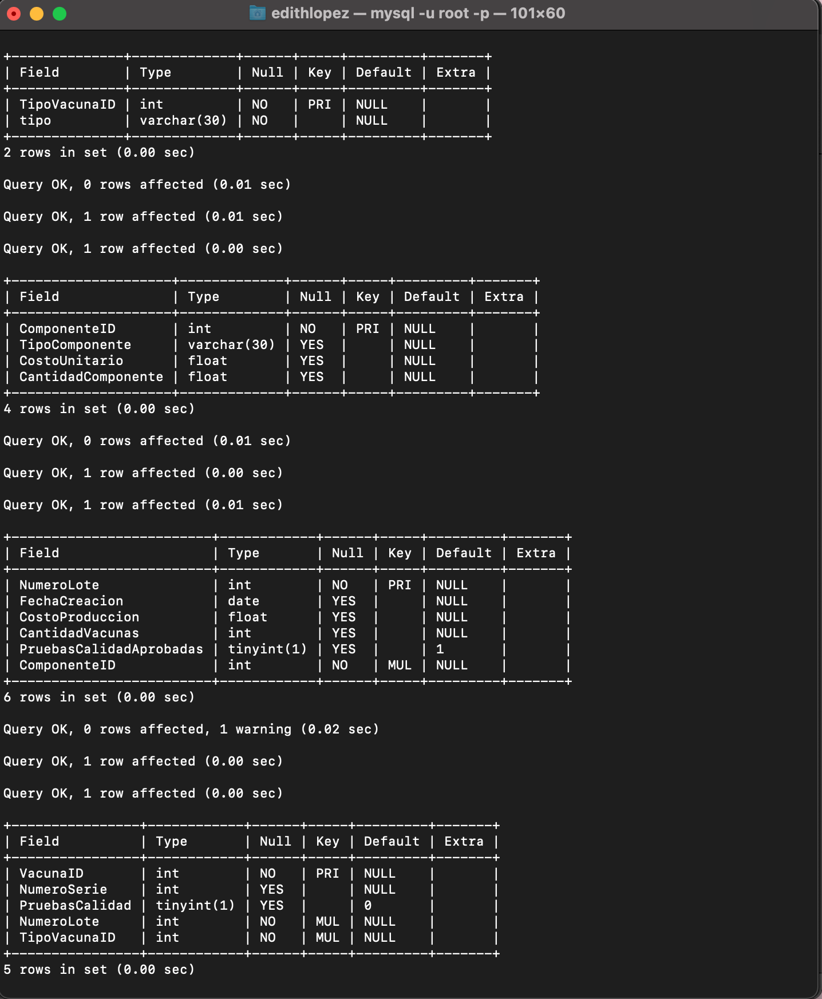 edithlopez — mysql -u root -p — 101×60
+--------------+-------------+------+-----+---------+-------+
| Field        | Type        | Null | Key | Default | Extra |
+--------------+-------------+------+-----+---------+-------+
| TipoVacunaID | int         | NO   | PRI | NULL    |       |
| tipo         | varchar(30) | NO   |     | NULL    |       |
+--------------+-------------+------+-----+---------+-------+
2 rows in set (0.00 sec)
Query OK, 0 rows affected (0.01 sec)
Query OK, 1 row affected (0.01 sec)
Query OK, 1 row affected (0.00 sec)
+--------------------+-------------+------+-----+---------+-------+
| Field              | Type        | Null | Key | Default | Extra |
+--------------------+-------------+------+-----+---------+-------+
| ComponenteID       | int         | NO   | PRI | NULL    |       |
| TipoComponente     | varchar(30) | YES  |     | NULL    |       |
| CostoUnitario      | float       | YES  |     | NULL    |       |
| CantidadComponente | float       | YES  |     | NULL    |       |
+--------------------+-------------+------+-----+---------+-------+
4 rows in set (0.00 sec)
Query OK, 0 rows affected (0.01 sec)
Query OK, 1 row affected (0.00 sec)
Query OK, 1 row affected (0.01 sec)
+-------------------------+------------+------+-----+---------+-------+
| Field                   | Type       | Null | Key | Default | Extra |
+-------------------------+------------+------+-----+---------+-------+
| NumeroLote              | int        | NO   | PRI | NULL    |       |
| FechaCreacion           | date       | YES  |     | NULL    |       |
| CostoProduccion         | float      | YES  |     | NULL    |       |
| CantidadVacunas         | int        | YES  |     | NULL    |       |
| PruebasCalidadAprobadas | tinyint(1) | YES  |     | 1       |       |
| ComponenteID            | int        | NO   | MUL | NULL    |       |
+-------------------------+------------+------+-----+---------+-------+
6 rows in set (0.00 sec)
Query OK, 0 rows affected, 1 warning (0.02 sec)
Query OK, 1 row affected (0.00 sec)
Query OK, 1 row affected (0.00 sec)
+----------------+------------+------+-----+---------+-------+
| Field          | Type       | Null | Key | Default | Extra |
+----------------+------------+------+-----+---------+-------+
| VacunaID       | int        | NO   | PRI | NULL    |       |
| NumeroSerie    | int        | YES  |     | NULL    |       |
| PruebasCalidad | tinyint(1) | YES  |     | 0       |       |
| NumeroLote     | int        | NO   | MUL | NULL    |       |
| TipoVacunaID   | int        | NO   | MUL | NULL    |       |
+----------------+------------+------+-----+---------+-------+
5 rows in set (0.00 sec)